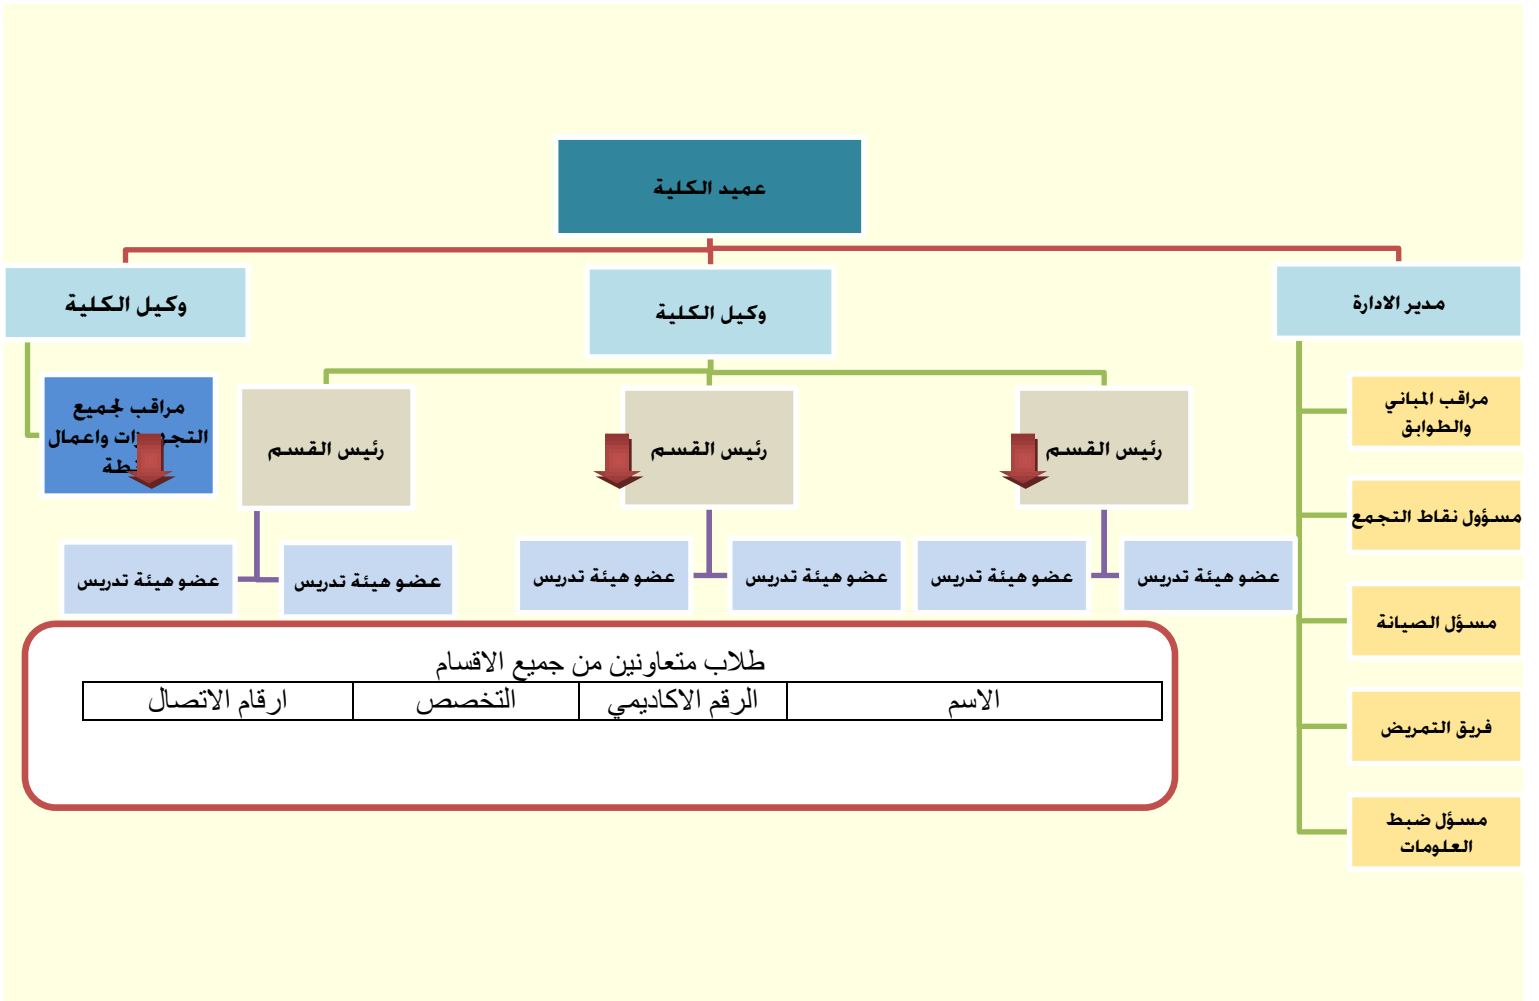 عميد الكلية
مدير الادارة
وكيل الكلية
وكيل الكلية
مراقب المباني
والطوابق
مسؤول نقاط التجمع
مسؤل الصيانة
فريق التمريض
مسؤل ضبط
العلومات
رئيس القسم
رئيس القسم
رئيس القسم
مراقب لجميع
واعمال
عضو هيئة تدريس
عضو هيئة تدريس
عضو هيئة تدريس
عضو هيئة تدريس
عضو هيئة تدريس
عضو هيئة تدريس
طلاب متعاونين من جميع الاقسام
الاسم الرقم الاكاديمي التخصص ارقام الاتصال